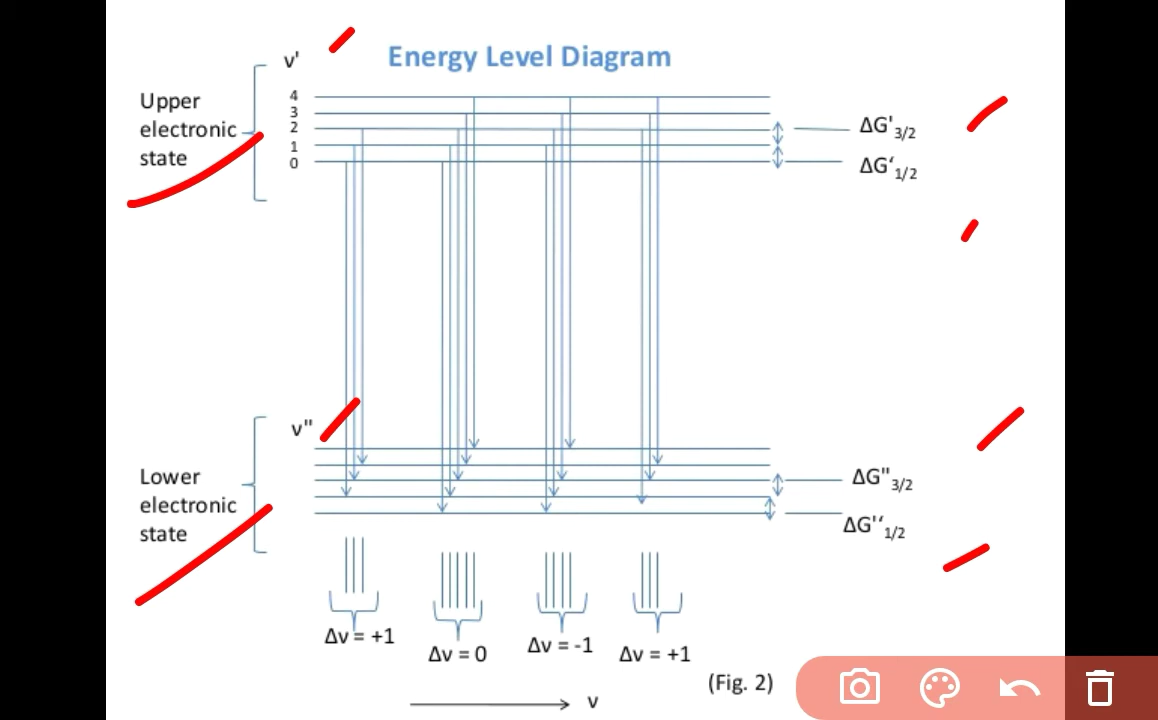 Energy Level Diagram
v'
Upper
electronic
state
4
3
2
1
0
ΔG'3/2
ΔG‘1/2
v"
Lower
electronic
state
ΔG"3/2
ΔG′‘1/2
Δv = +1
Δv = 0
Δv = -1
Δv = +1
(Fig. 2)
v